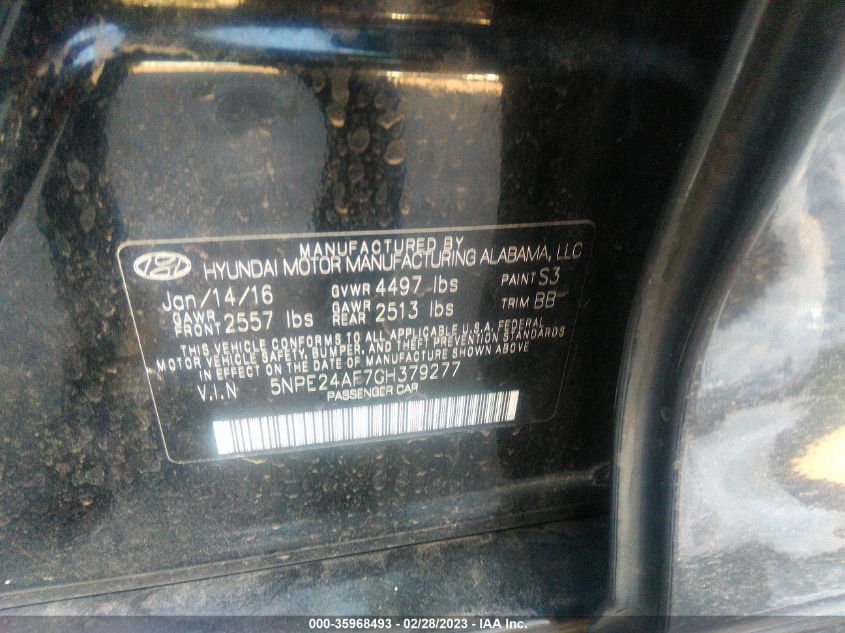 MANUFACTURED BY
HYUNDAI MOTOR MANUFACTURING ALABAMA, LLC
Jan/14/16 GVWR 4497 lbs PAINT S3
GAWR FRONT 2557 lbs GAWR REAR 2513 lbs TRIM BB
THIS VEHICLE CONFORMS TO ALL APPLICABLE U.S.A. FEDERAL
MOTOR VEHICLE SAFETY, BUMPER, AND THEFT PREVENTION STANDARDS
IN EFFECT ON THE DATE OF MANUFACTURE SHOWN ABOVE
V.I.N 5NPE24AF7GH379277
PASSENGER CAR
000-35968493 - 02/28/2023 - IAA Inc.